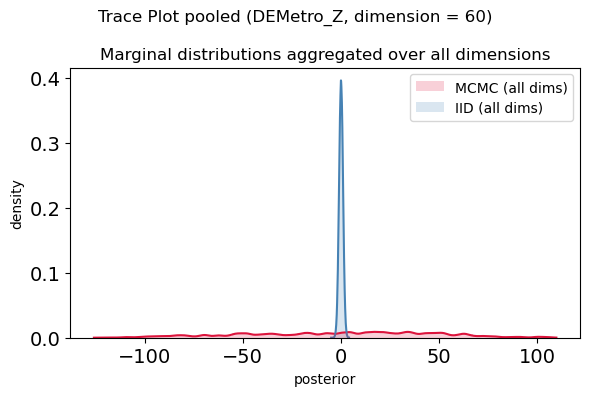 Trace Plot pooled (DEMetro_Z, dimension = 60)
Marginal distributions aggregated over all dimensions
MCMC (all dims)
IID (all dims)
density
0.4
0.3
0.2
0.1
0.0
−100
−50
0
50
100
posterior